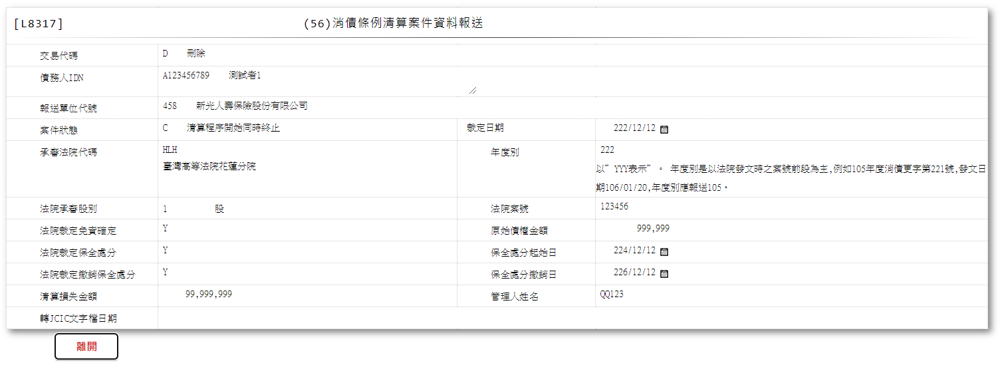 [L8317] (56)消債條例清算案件資料報送
交易代碼 D 刪除
債務人IDN A123456789 測試者1
報送單位代號 458 新光人壽保險股份有限公司
案件狀態 C 清算程序開始同時終止 裁定日期 222/12/12
承審法院代碼 HLH 年度別 222
臺灣高等法院花蓮分院
以”YYY表示”。 年度別是以法院發文時之案號前段為主,例如105年度消債更字第221號,發文日
期106/01/20,年度別應報送105。
法院承審股別 1 股 法院案號 123456
法院裁定免責確定 Y 原始債權金額 999,999
法院裁定保全處分 Y 保全處分起始日 224/12/12
法院裁定撤銷保全處分 Y 保全處分撤銷日 226/12/12
清算損失金額 99,999,999 管理人姓名 QQ123
轉JCIC文字檔日期
離開